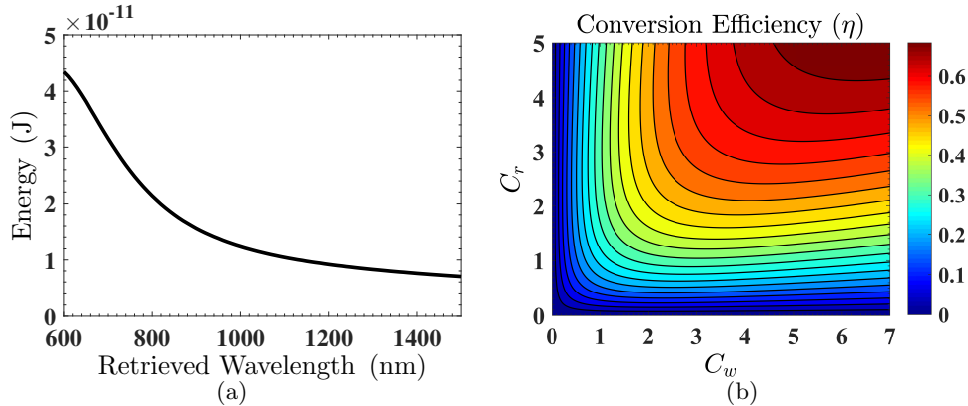 ×10⁻¹¹
5
4
3
2
1
0
Energy (J)
600 800 1000 1200 1400
Retrieved Wavelength (nm)
(a)
Conversion Efficiency (η)
5
4
3
2
1
0
C_r
0 1 2 3 4 5 6 7
C_w
(b)
0.6
0.5
0.4
0.3
0.2
0.1
0